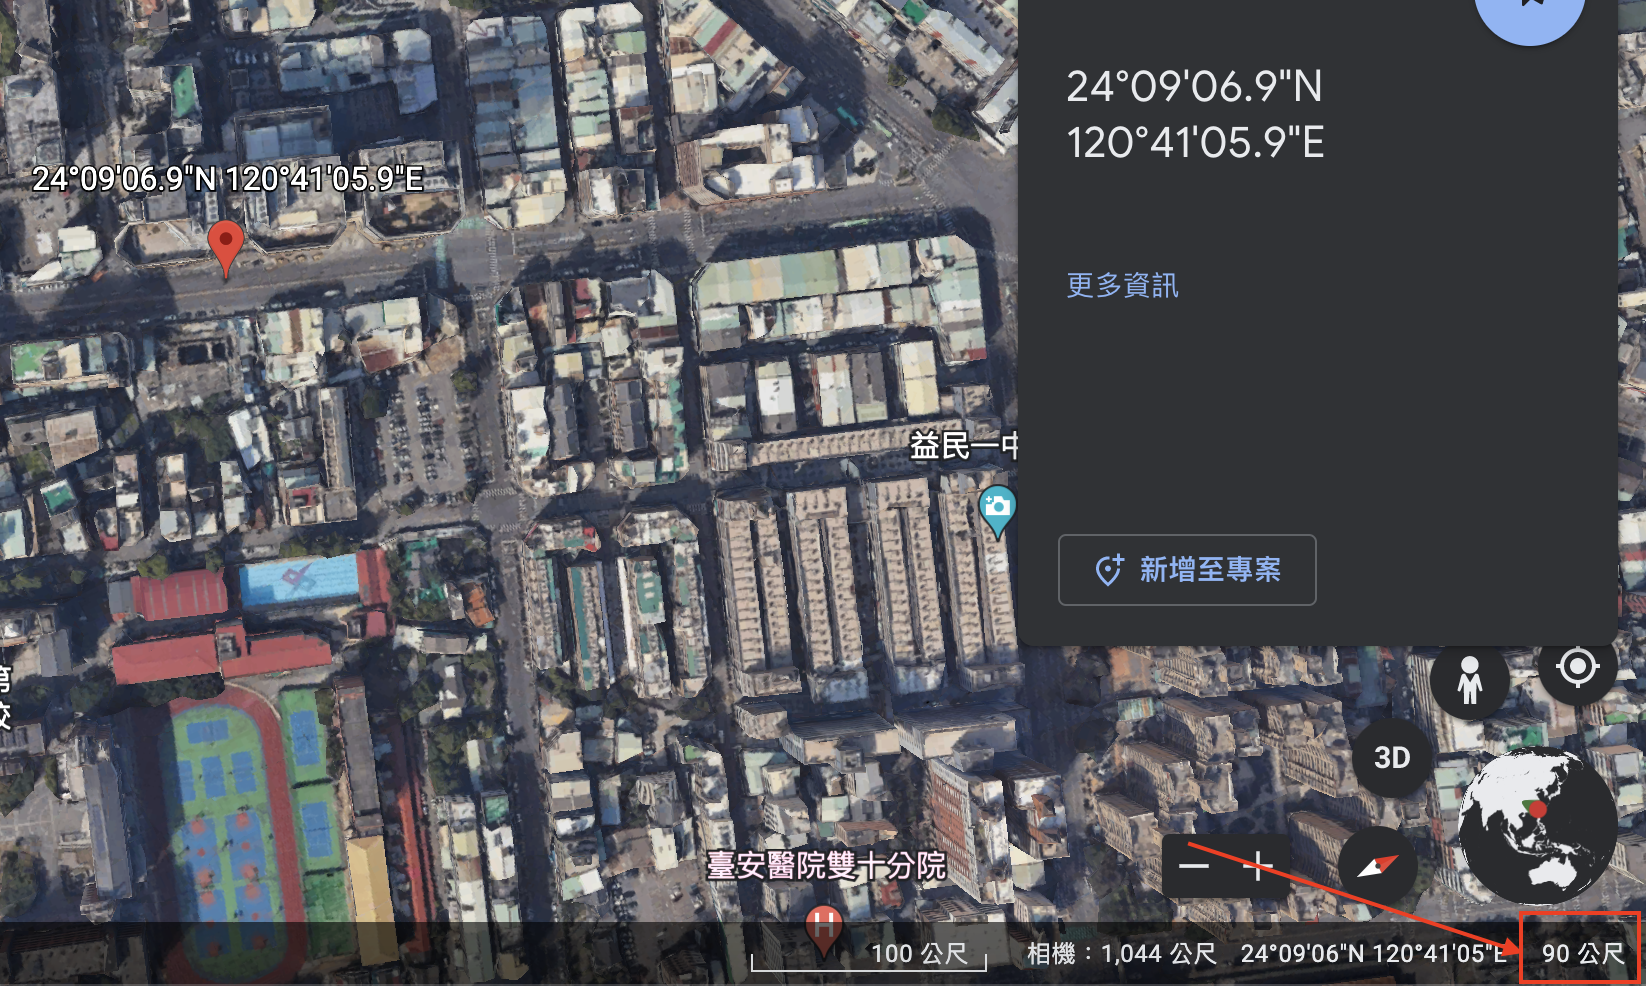 24°09'06.9"N
120°41'05.9"E
24°09'06.9"N 120°41'05.9"E
更多資訊
益民一中
新增至專案
第
校
3D
臺安醫院雙十分院
H
100 公尺
相機：1,044 公尺
24°09'06"N 120°41'05"E
90 公尺